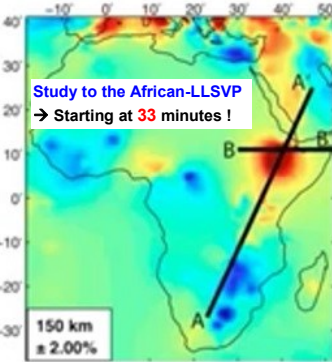 -10° 0° 10° 20° 30° 40° 50
40°
30°
Study to the African-LLSVP
→ Starting at 33 minutes !
A'
20°
10°
B B'
0°
-10°
-20°
A
-30°
150 km
± 2.00%